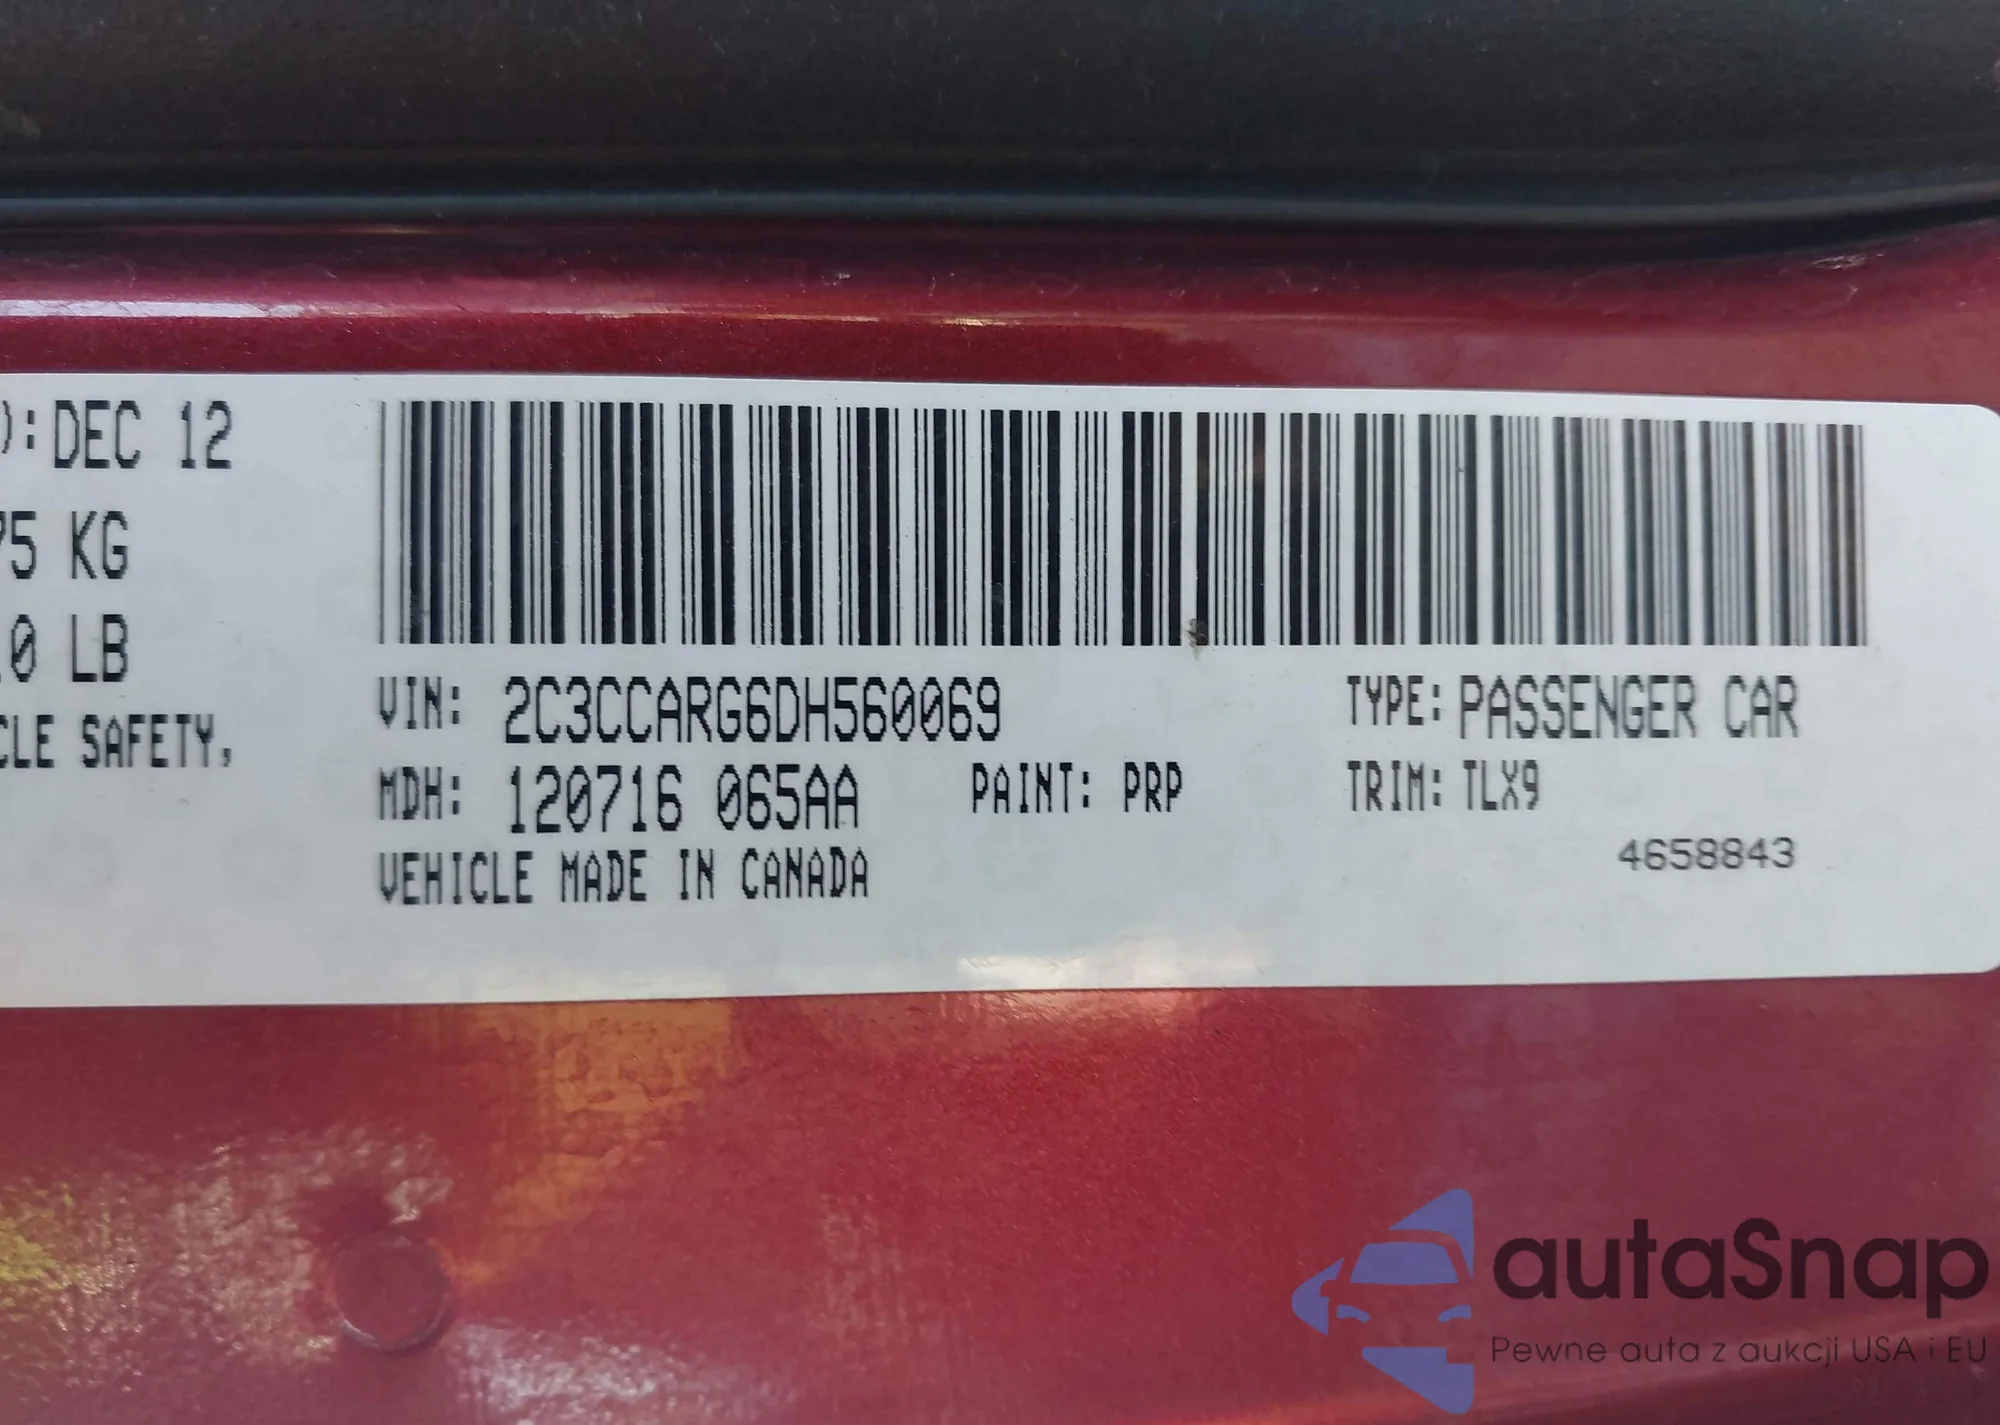 ):DEC 12
75 KG
0 LB
CLE SAFETY,
VIN: 2C3CCARG6DH560069
TYPE: PASSENGER CAR
MDH: 120716 065AA
PAINT: PRP
TRIM: TLX9
VEHICLE MADE IN CANADA
4658843
autaSnap
Pewne auta z aukcji USA i EU